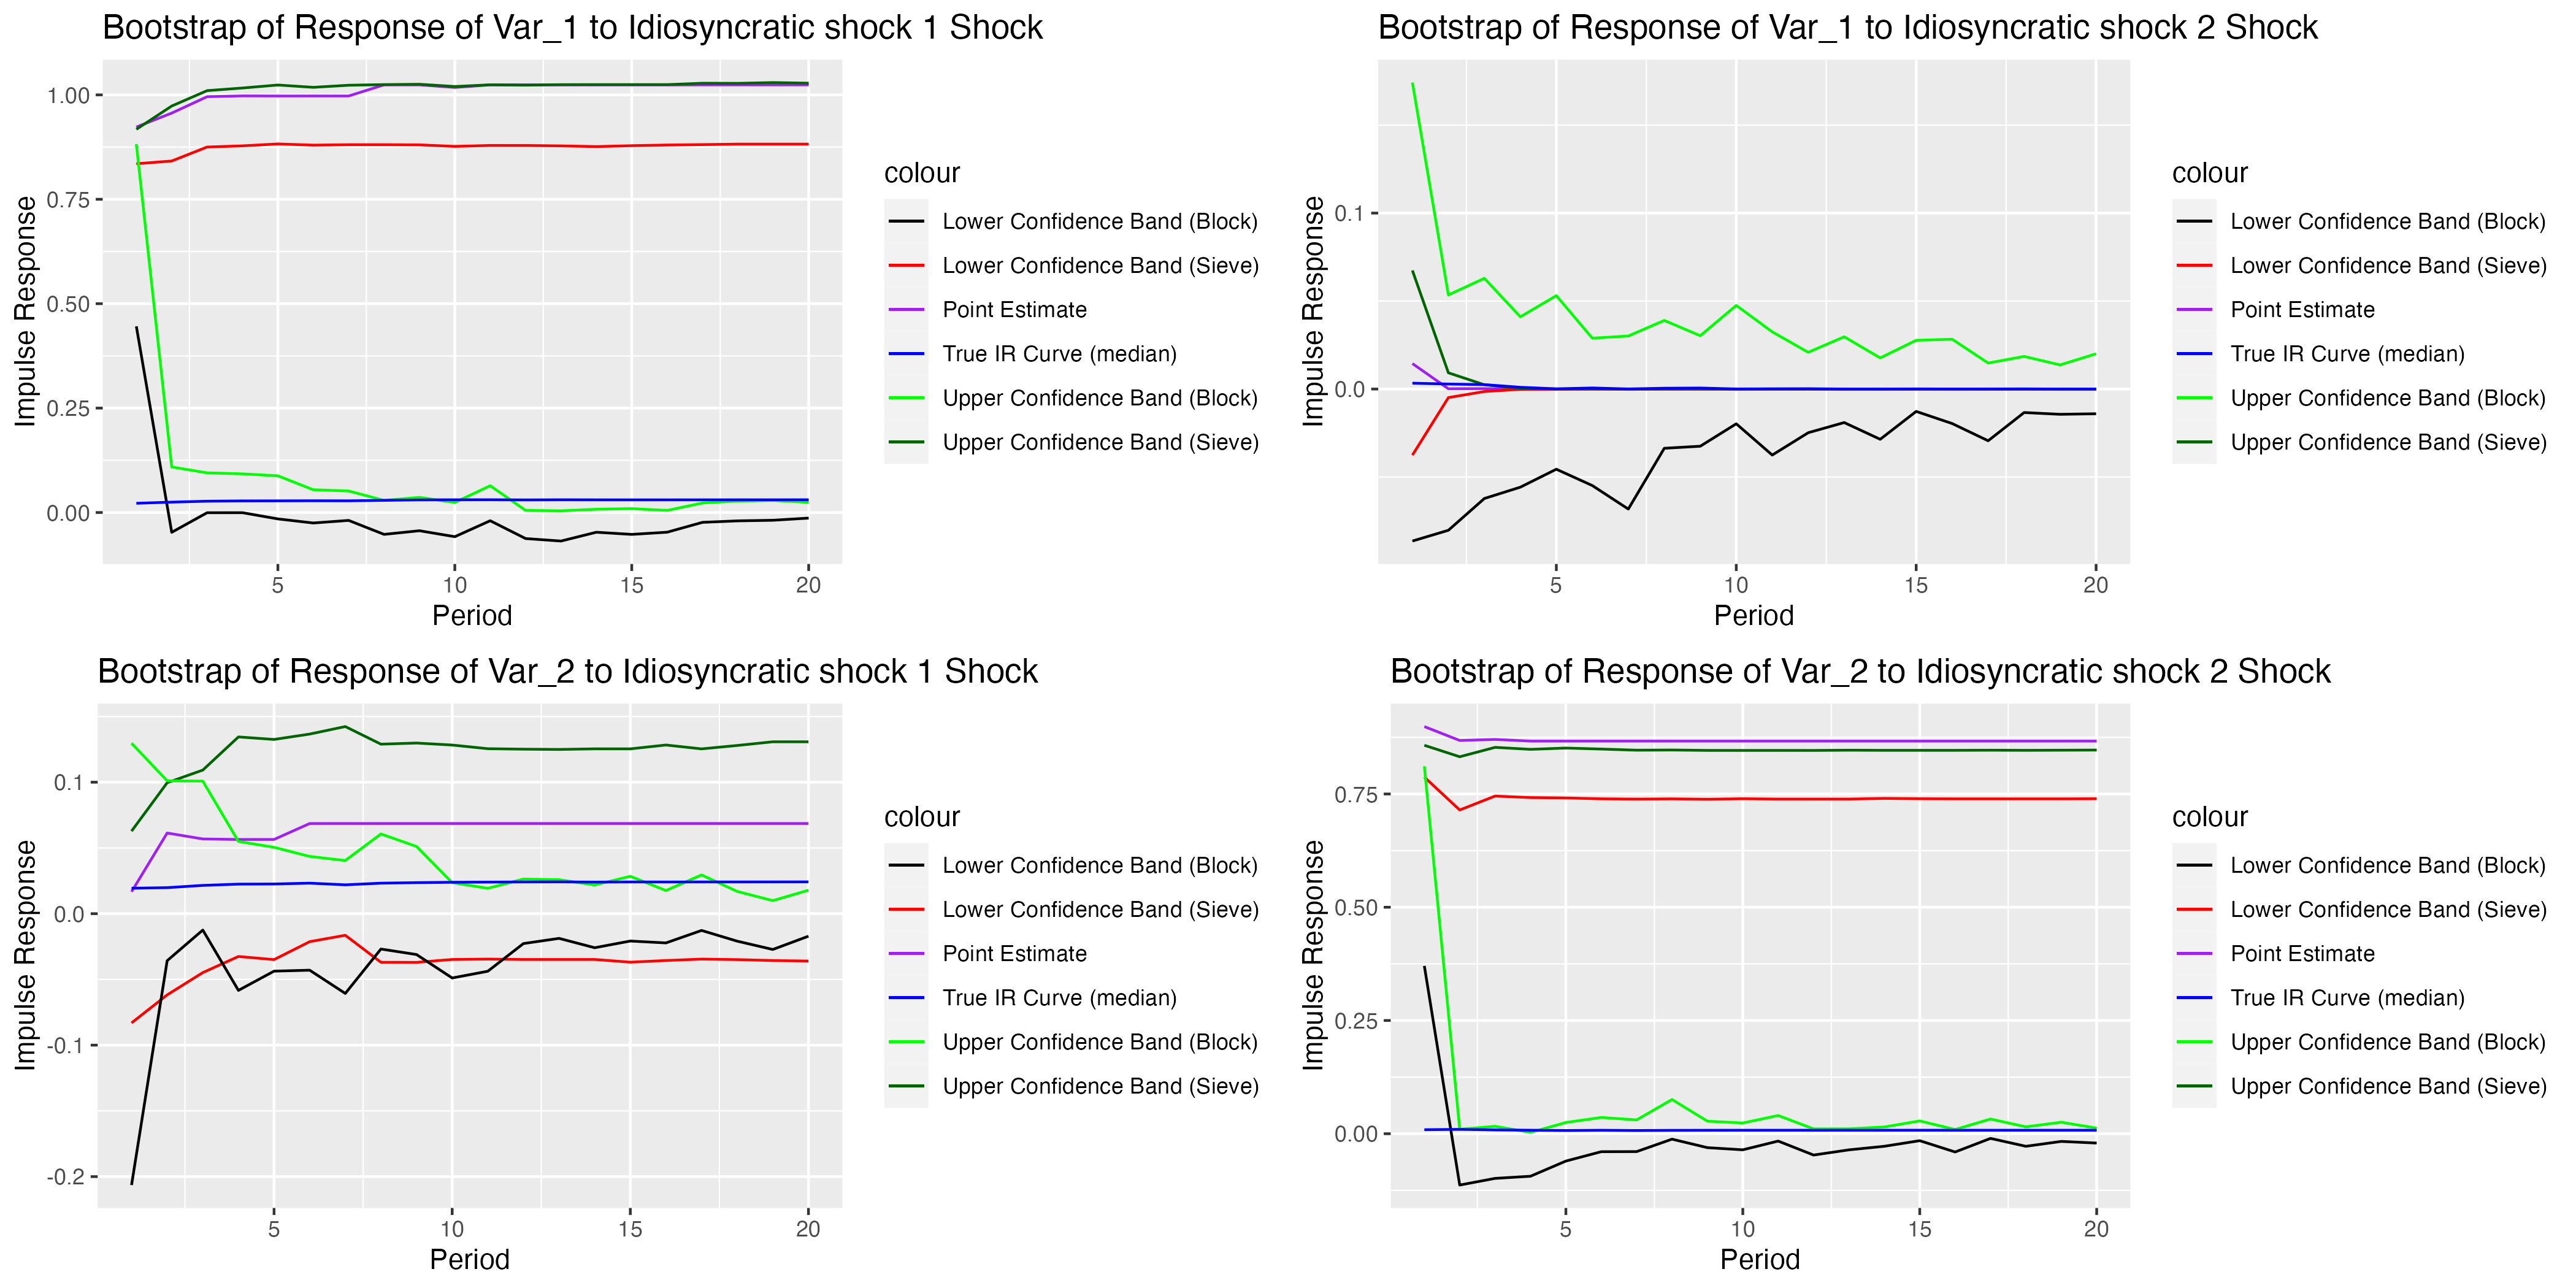 Bootstrap of Response of Var_1 to Idiosyncratic shock 1 Shock
Impulse Response
1.00
0.75
0.50
0.25
0.00
5
10
15
20
Period
colour
Lower Confidence Band (Block)
Lower Confidence Band (Sieve)
Point Estimate
True IR Curve (median)
Upper Confidence Band (Block)
Upper Confidence Band (Sieve)
Bootstrap of Response of Var_1 to Idiosyncratic shock 2 Shock
Impulse Response
0.1
0.0
5
10
15
20
Period
colour
Lower Confidence Band (Block)
Lower Confidence Band (Sieve)
Point Estimate
True IR Curve (median)
Upper Confidence Band (Block)
Upper Confidence Band (Sieve)
Bootstrap of Response of Var_2 to Idiosyncratic shock 1 Shock
Impulse Response
0.1
0.0
-0.1
-0.2
5
10
15
20
Period
colour
Lower Confidence Band (Block)
Lower Confidence Band (Sieve)
Point Estimate
True IR Curve (median)
Upper Confidence Band (Block)
Upper Confidence Band (Sieve)
Bootstrap of Response of Var_2 to Idiosyncratic shock 2 Shock
Impulse Response
0.75
0.50
0.25
0.00
5
10
15
20
Period
colour
Lower Confidence Band (Block)
Lower Confidence Band (Sieve)
Point Estimate
True IR Curve (median)
Upper Confidence Band (Block)
Upper Confidence Band (Sieve)